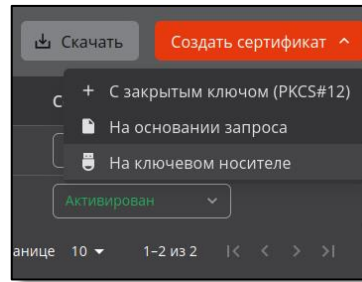 Скачать
Создать сертификат
С
С закрытым ключом (PKCS#12)
На основании запроса
На ключевом носителе
Активирован
анице 10 1–2 из 2